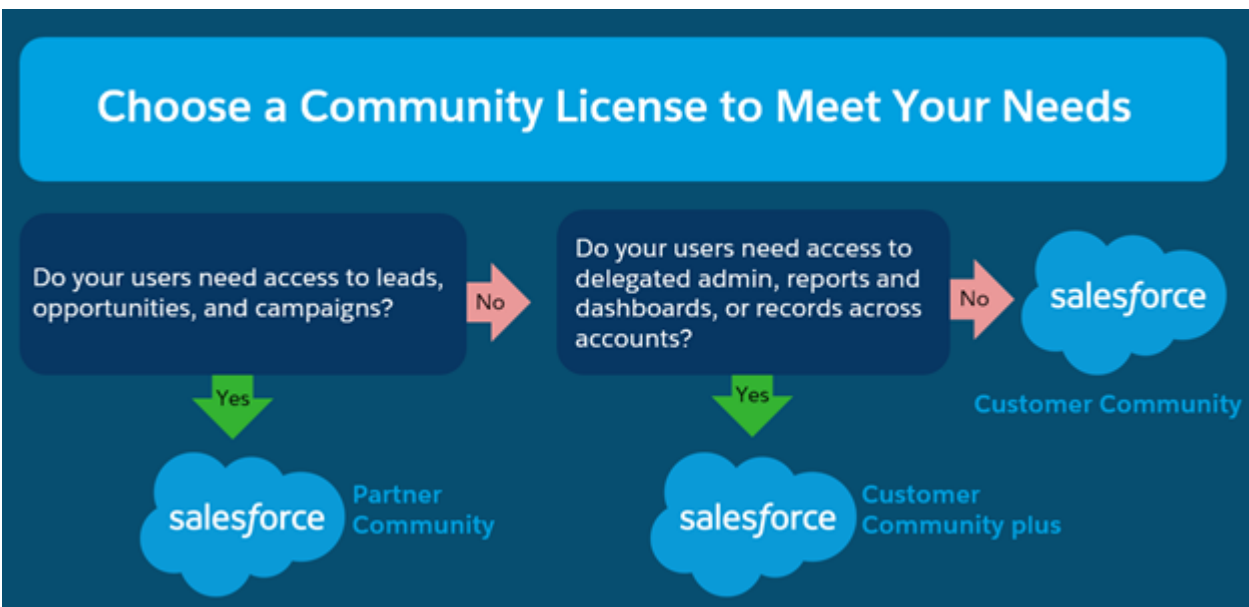 Choose a Community License to Meet Your Needs
Do your users need access to leads,
opportunities, and campaigns?
No
Do your users need access to
delegated admin, reports and
dashboards, or records across
accounts?
No
salesforce
Customer Community
Yes
Yes
salesforce
Partner
Community
salesforce
Customer
Community plus